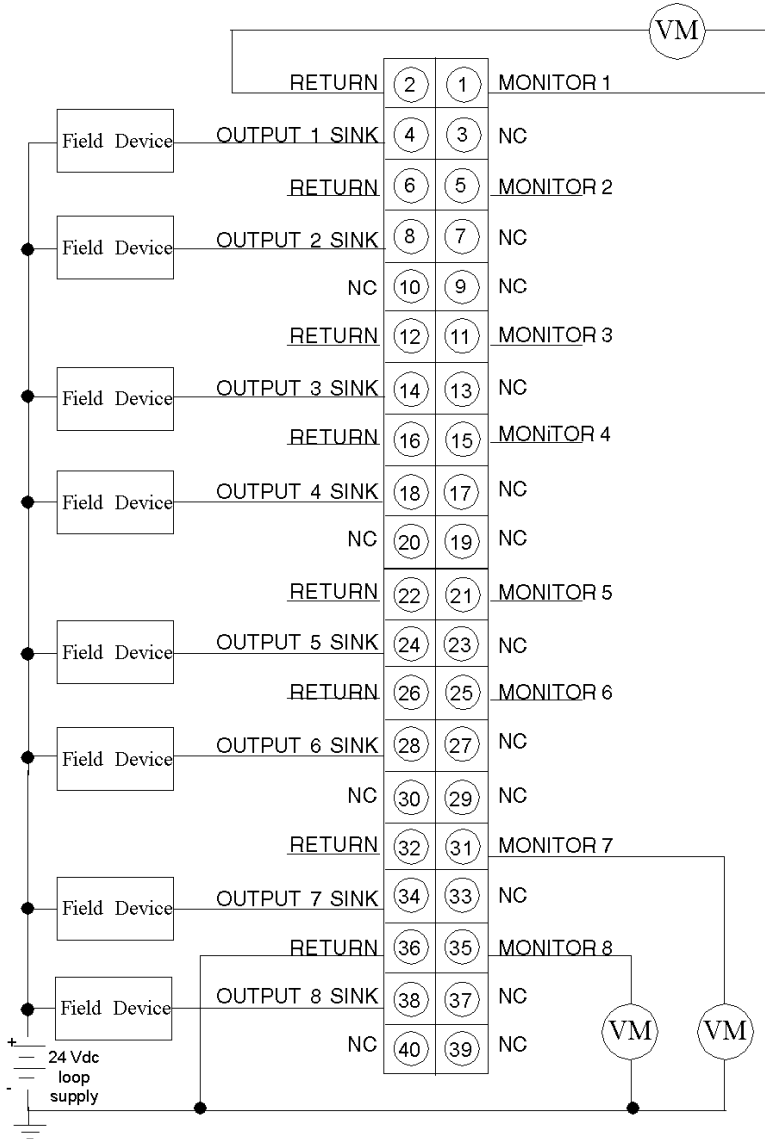 VM
RETURN 2 1 MONITOR 1
Field Device OUTPUT 1 SINK 4 3 NC
RETURN 6 5 MONITOR 2
Field Device OUTPUT 2 SINK 8 7 NC
NC 10 9 NC
RETURN 12 11 MONITOR 3
Field Device OUTPUT 3 SINK 14 13 NC
RETURN 16 15 MONiTOR 4
Field Device OUTPUT 4 SINK 18 17 NC
NC 20 19 NC
RETURN 22 21 MONITOR 5
Field Device OUTPUT 5 SINK 24 23 NC
RETURN 26 25 MONITOR 6
Field Device OUTPUT 6 SINK 28 27 NC
NC 30 29 NC
RETURN 32 31 MONITOR 7
Field Device OUTPUT 7 SINK 34 33 NC
RETURN 36 35 MONITOR 8
Field Device OUTPUT 8 SINK 38 37 NC
VM VM
NC 40 39 NC
+
24 Vdc
loop
supply
-